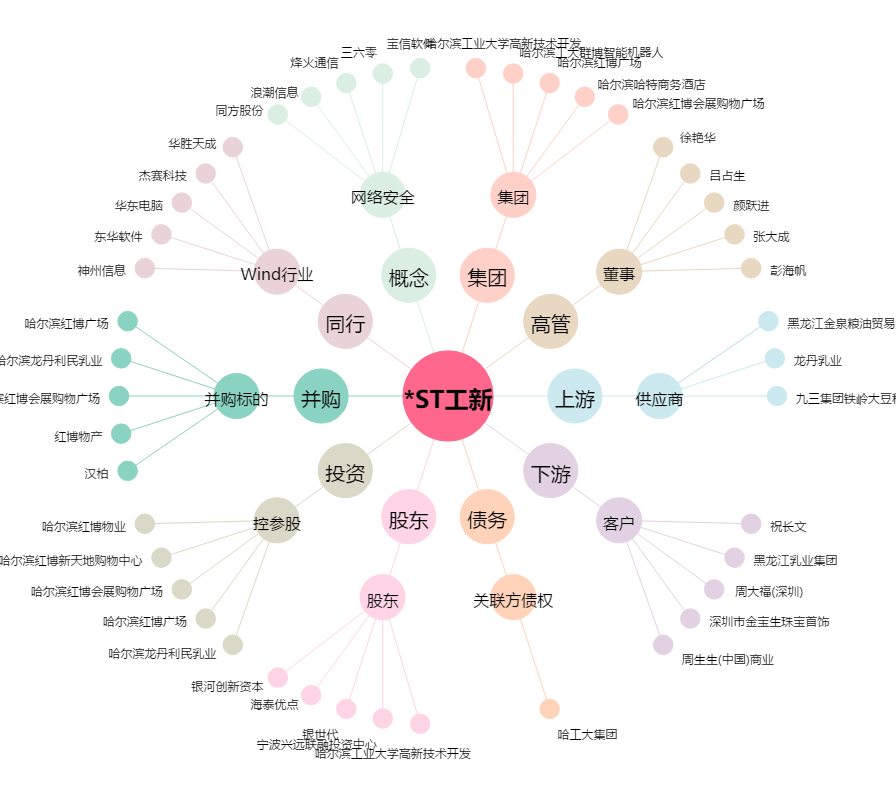 *ST工新
概念
网络安全
同方股份
浪潮信息
烽火通信
三六零
宝信软件
集团
集团
哈尔滨工业大学高新技术开发
哈尔滨工大群博智能机器人
哈尔滨红博广场
哈尔滨哈特商务酒店
哈尔滨红博会展购物广场
高管
董事
徐艳华
吕占生
颜跃进
张大成
彭海帆
上游
供应商
黑龙江金泉粮油贸易
龙丹乳业
九三集团铁岭大豆
下游
客户
祝长文
黑龙江乳业集团
周大福(深圳)
深圳市金宝生珠宝首饰
周生生(中国)商业
债务
关联方债权
哈工大集团
股东
股东
哈尔滨工业大学高新技术开发
宁波兴远联融投资中心
银世代
海泰优点
银河创新资本
投资
控参股
哈尔滨龙丹利民乳业
哈尔滨红博广场
哈尔滨红博会展购物广场
哈尔滨红博新天地购物中心
哈尔滨红博物业
并购
并购标的
汉柏
红博物产
红博会展购物广场
哈尔滨龙丹利民乳业
哈尔滨红博广场
同行
Wind行业
神州信息
东华软件
华东电脑
杰赛科技
华胜天成